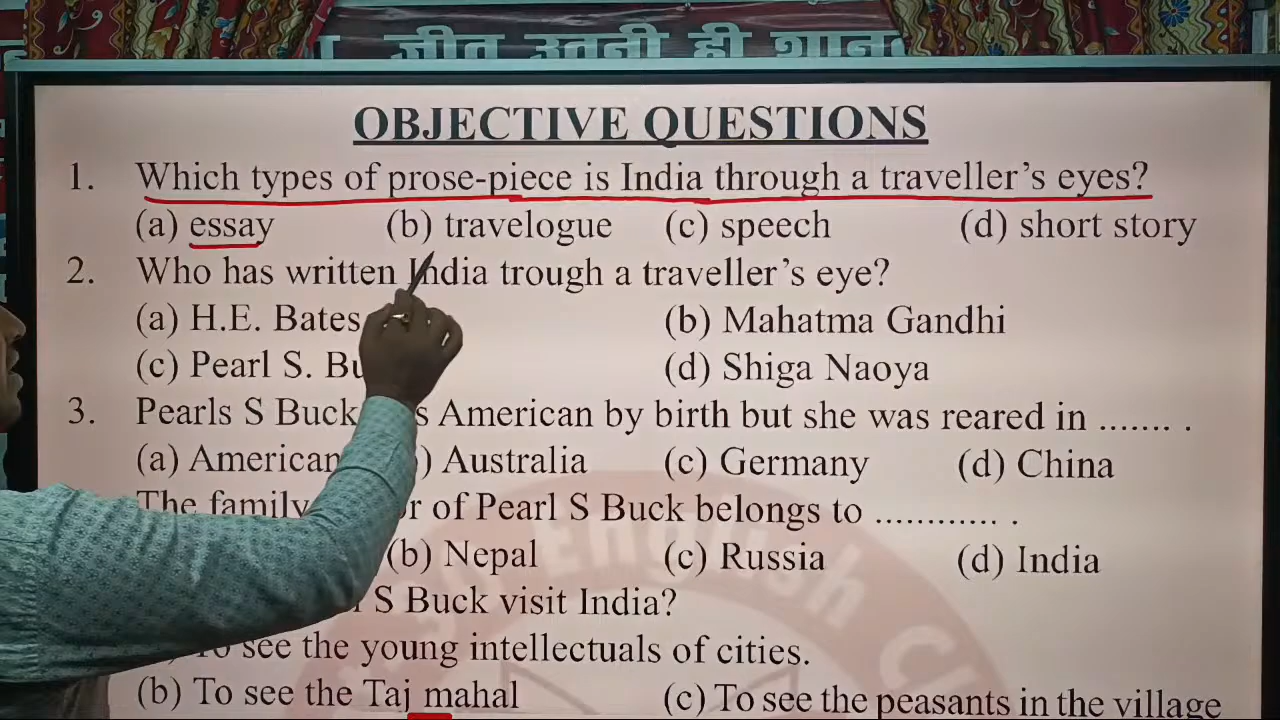 जीत उतनी ही शान
OBJECTIVE QUESTIONS
1. Which types of prose-piece is India through a traveller's eyes?
(a) essay (b) travelogue (c) speech (d) short story
2. Who has written India trough a traveller's eye?
(a) H.E. Bates (b) Mahatma Gandhi
(c) Pearl S. (d) Shiga Naoya
3. Pearls S Buck American by birth but she was reared in ....... .
(a) American Australia (c) Germany (d) China
The family of Pearl S Buck belongs to ............ .
(b) Nepal (c) Russia (d) India
S Buck visit India?
To see the young intellectuals of cities.
(b) To see the Taj mahal (c) To see the peasants in the village
English